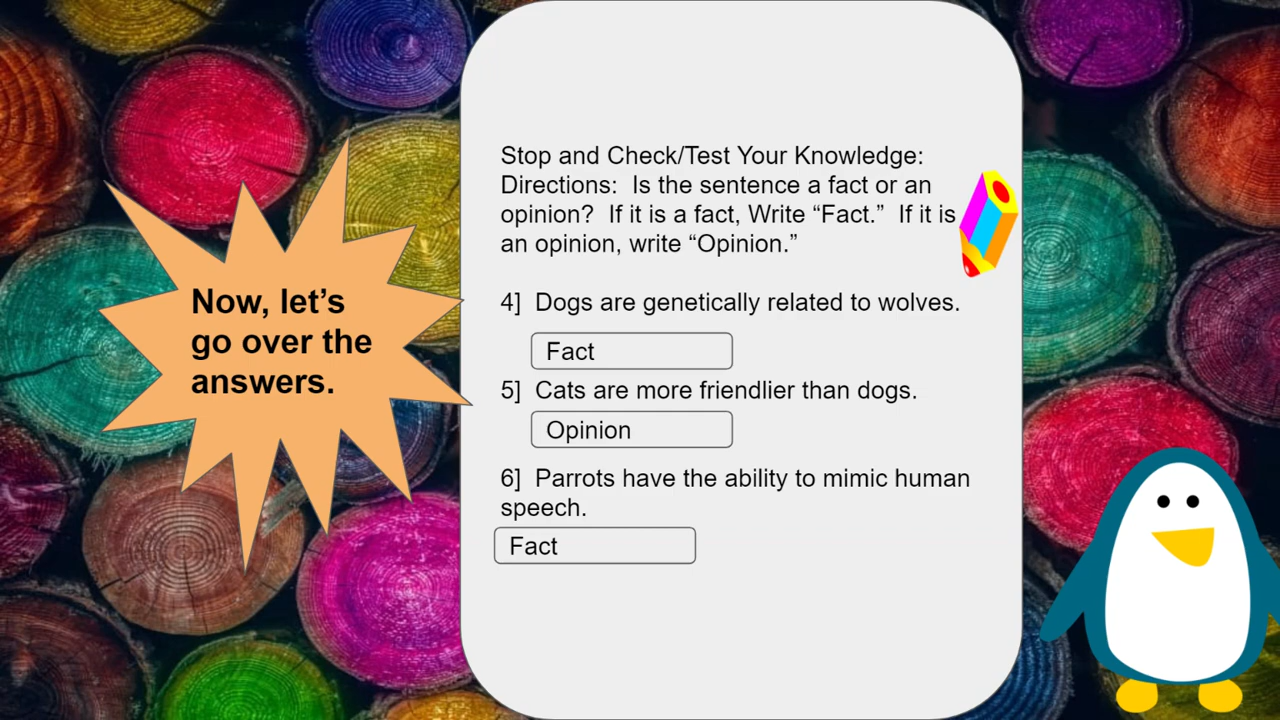 Now, let’s
go over the
answers.
Stop and Check/Test Your Knowledge:
Directions:  Is the sentence a fact or an
opinion?  If it is a fact, Write “Fact.”  If it is
an opinion, write “Opinion.”
4]  Dogs are genetically related to wolves.
Fact
5]  Cats are more friendlier than dogs.
Opinion
6]  Parrots have the ability to mimic human
speech.
Fact